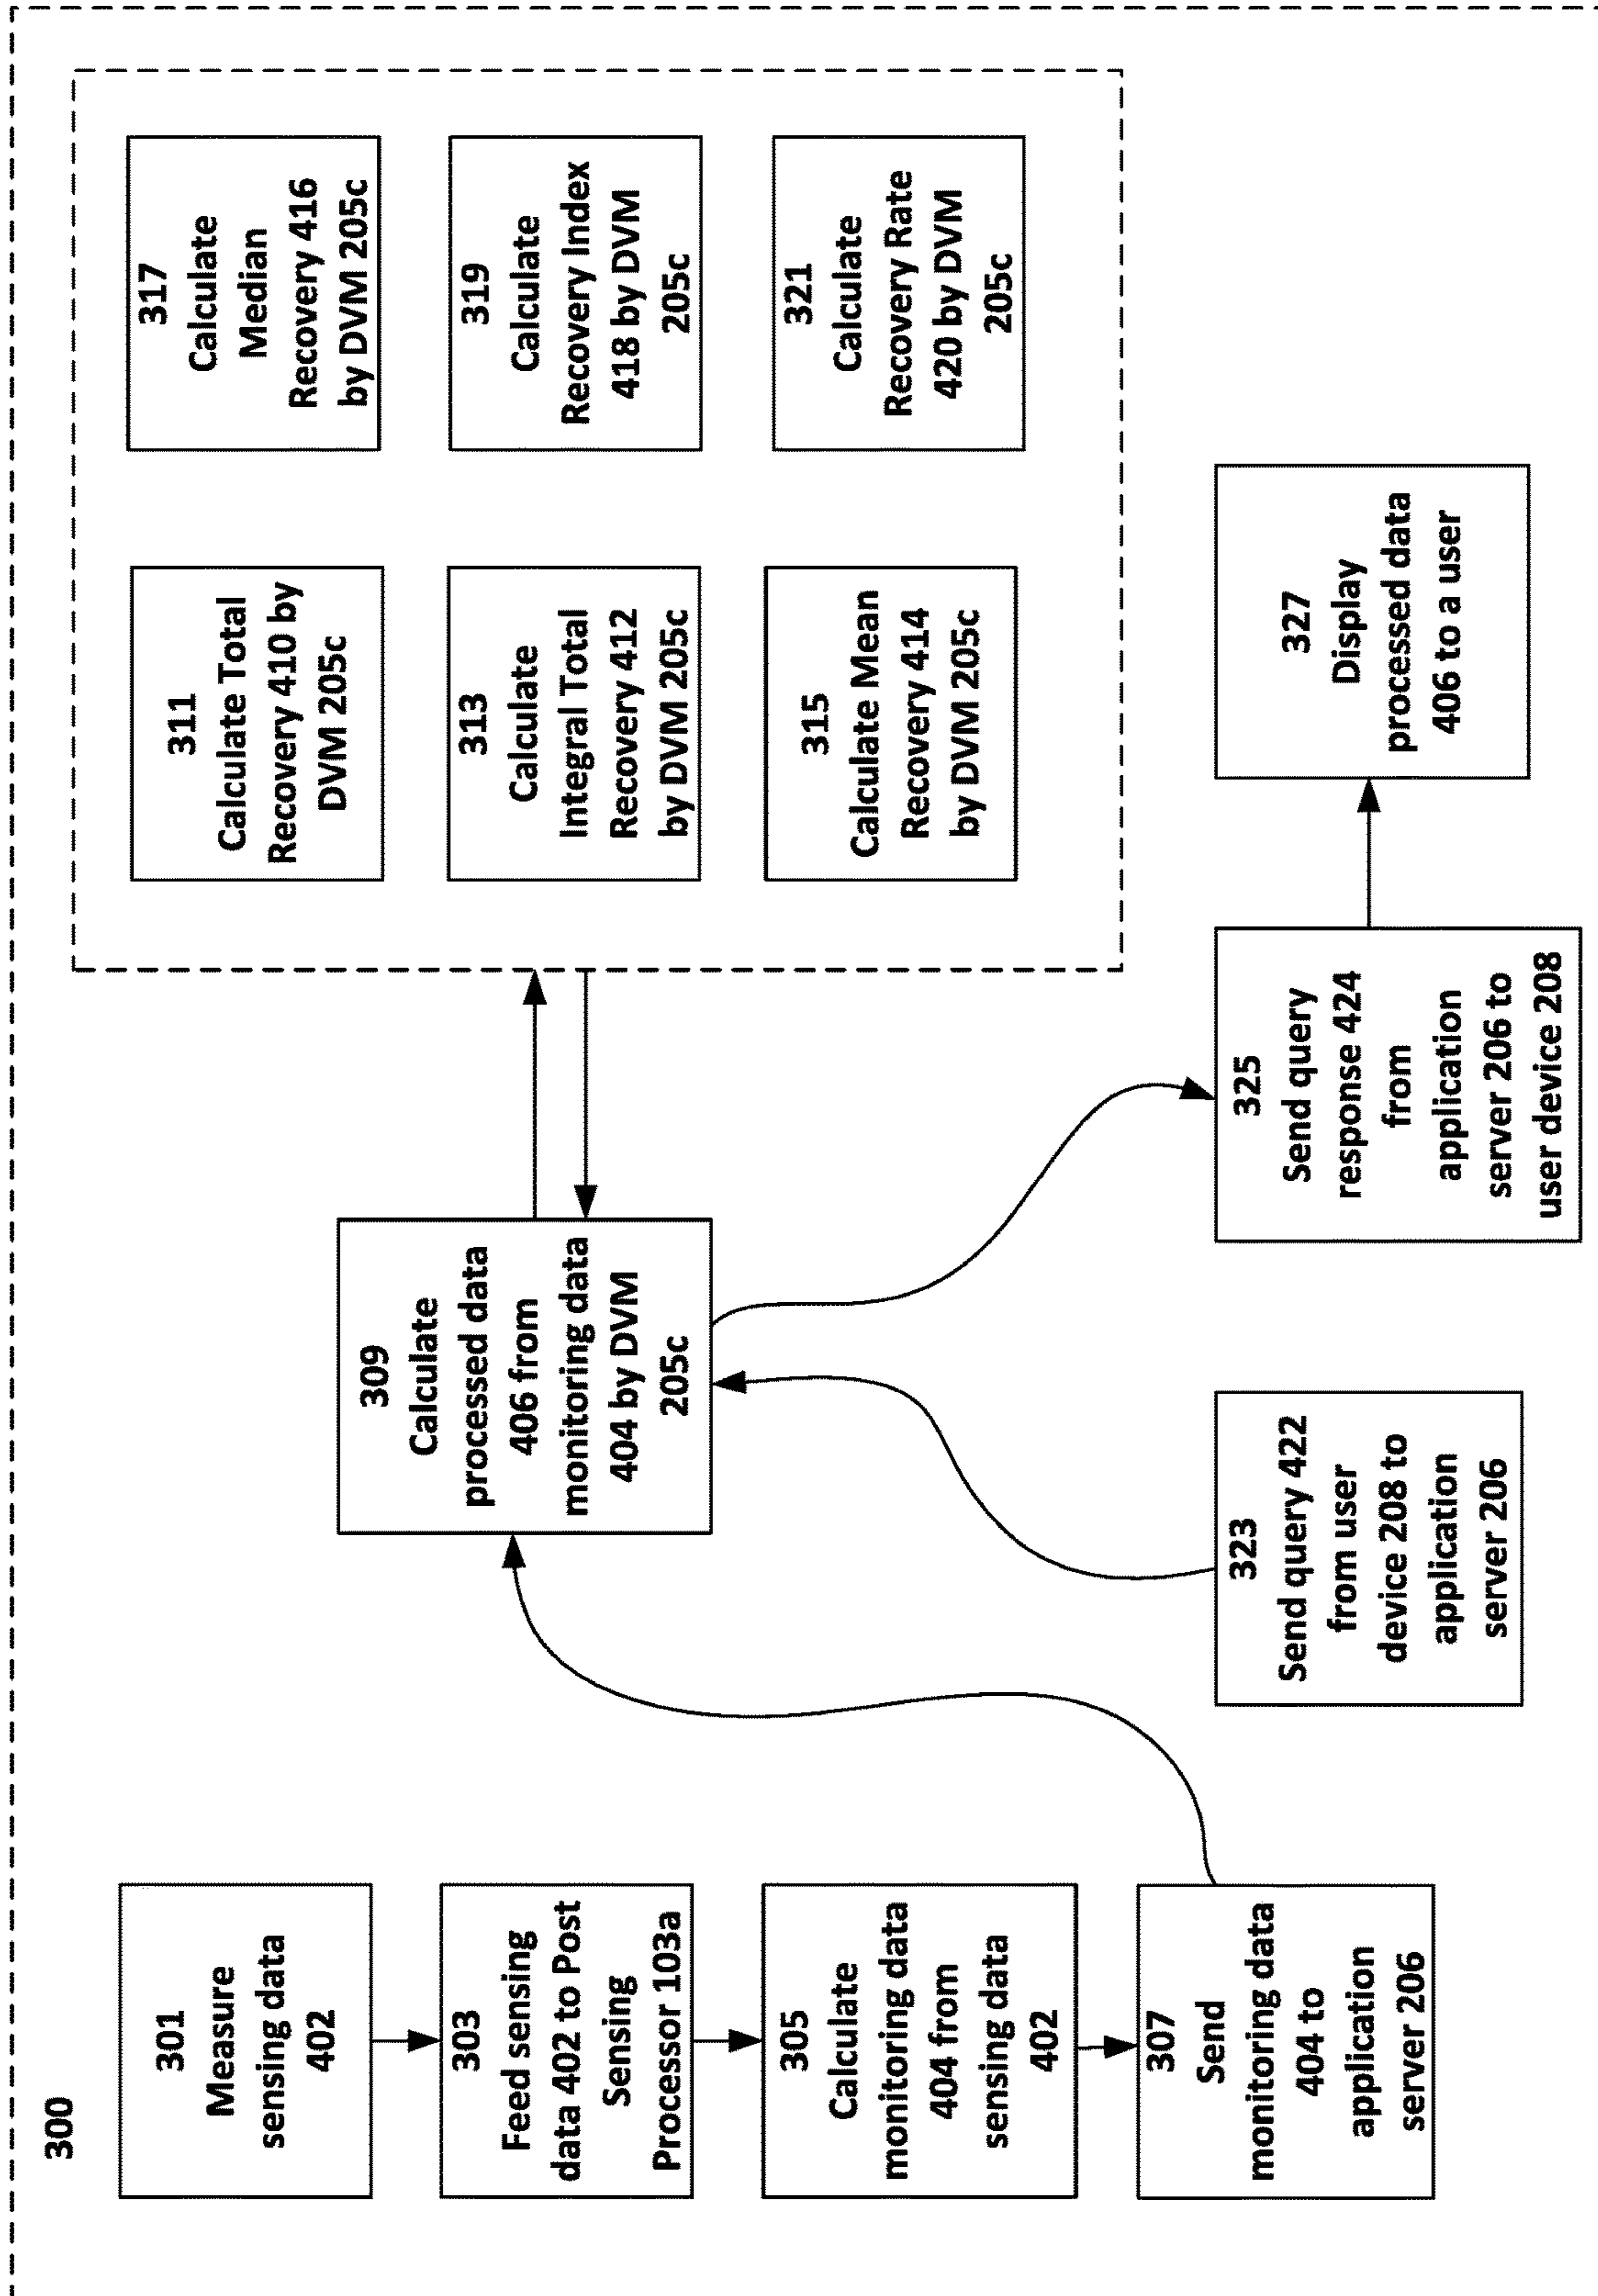 300
301
Measure
sensing data
402
303
Feed sensing
data 402 to Post
Sensing
Processor 103a
305
Calculate
monitoring data
404 from
sensing data
402
307
Send
monitoring data
404 to
application
server 206
309
Calculate
processed data
406 from
monitoring data
404 by DVM
205c
311
Calculate Total
Recovery 410 by
DVM 205c
313
Calculate
Integral Total
Recovery 412
by DVM 205c
315
Calculate Mean
Recovery 414
by DVM 205c
317
Calculate
Median
Recovery 416
by DVM 205c
319
Calculate
Recovery Index
418 by DVM
205c
321
Calculate
Recovery Rate
420 by DVM
205c
323
Send query 422
from user
device 208 to
application
server 206
325
Send query
response 424
from
application
server 206 to
user device 208
327
Display
processed data
406 to a user